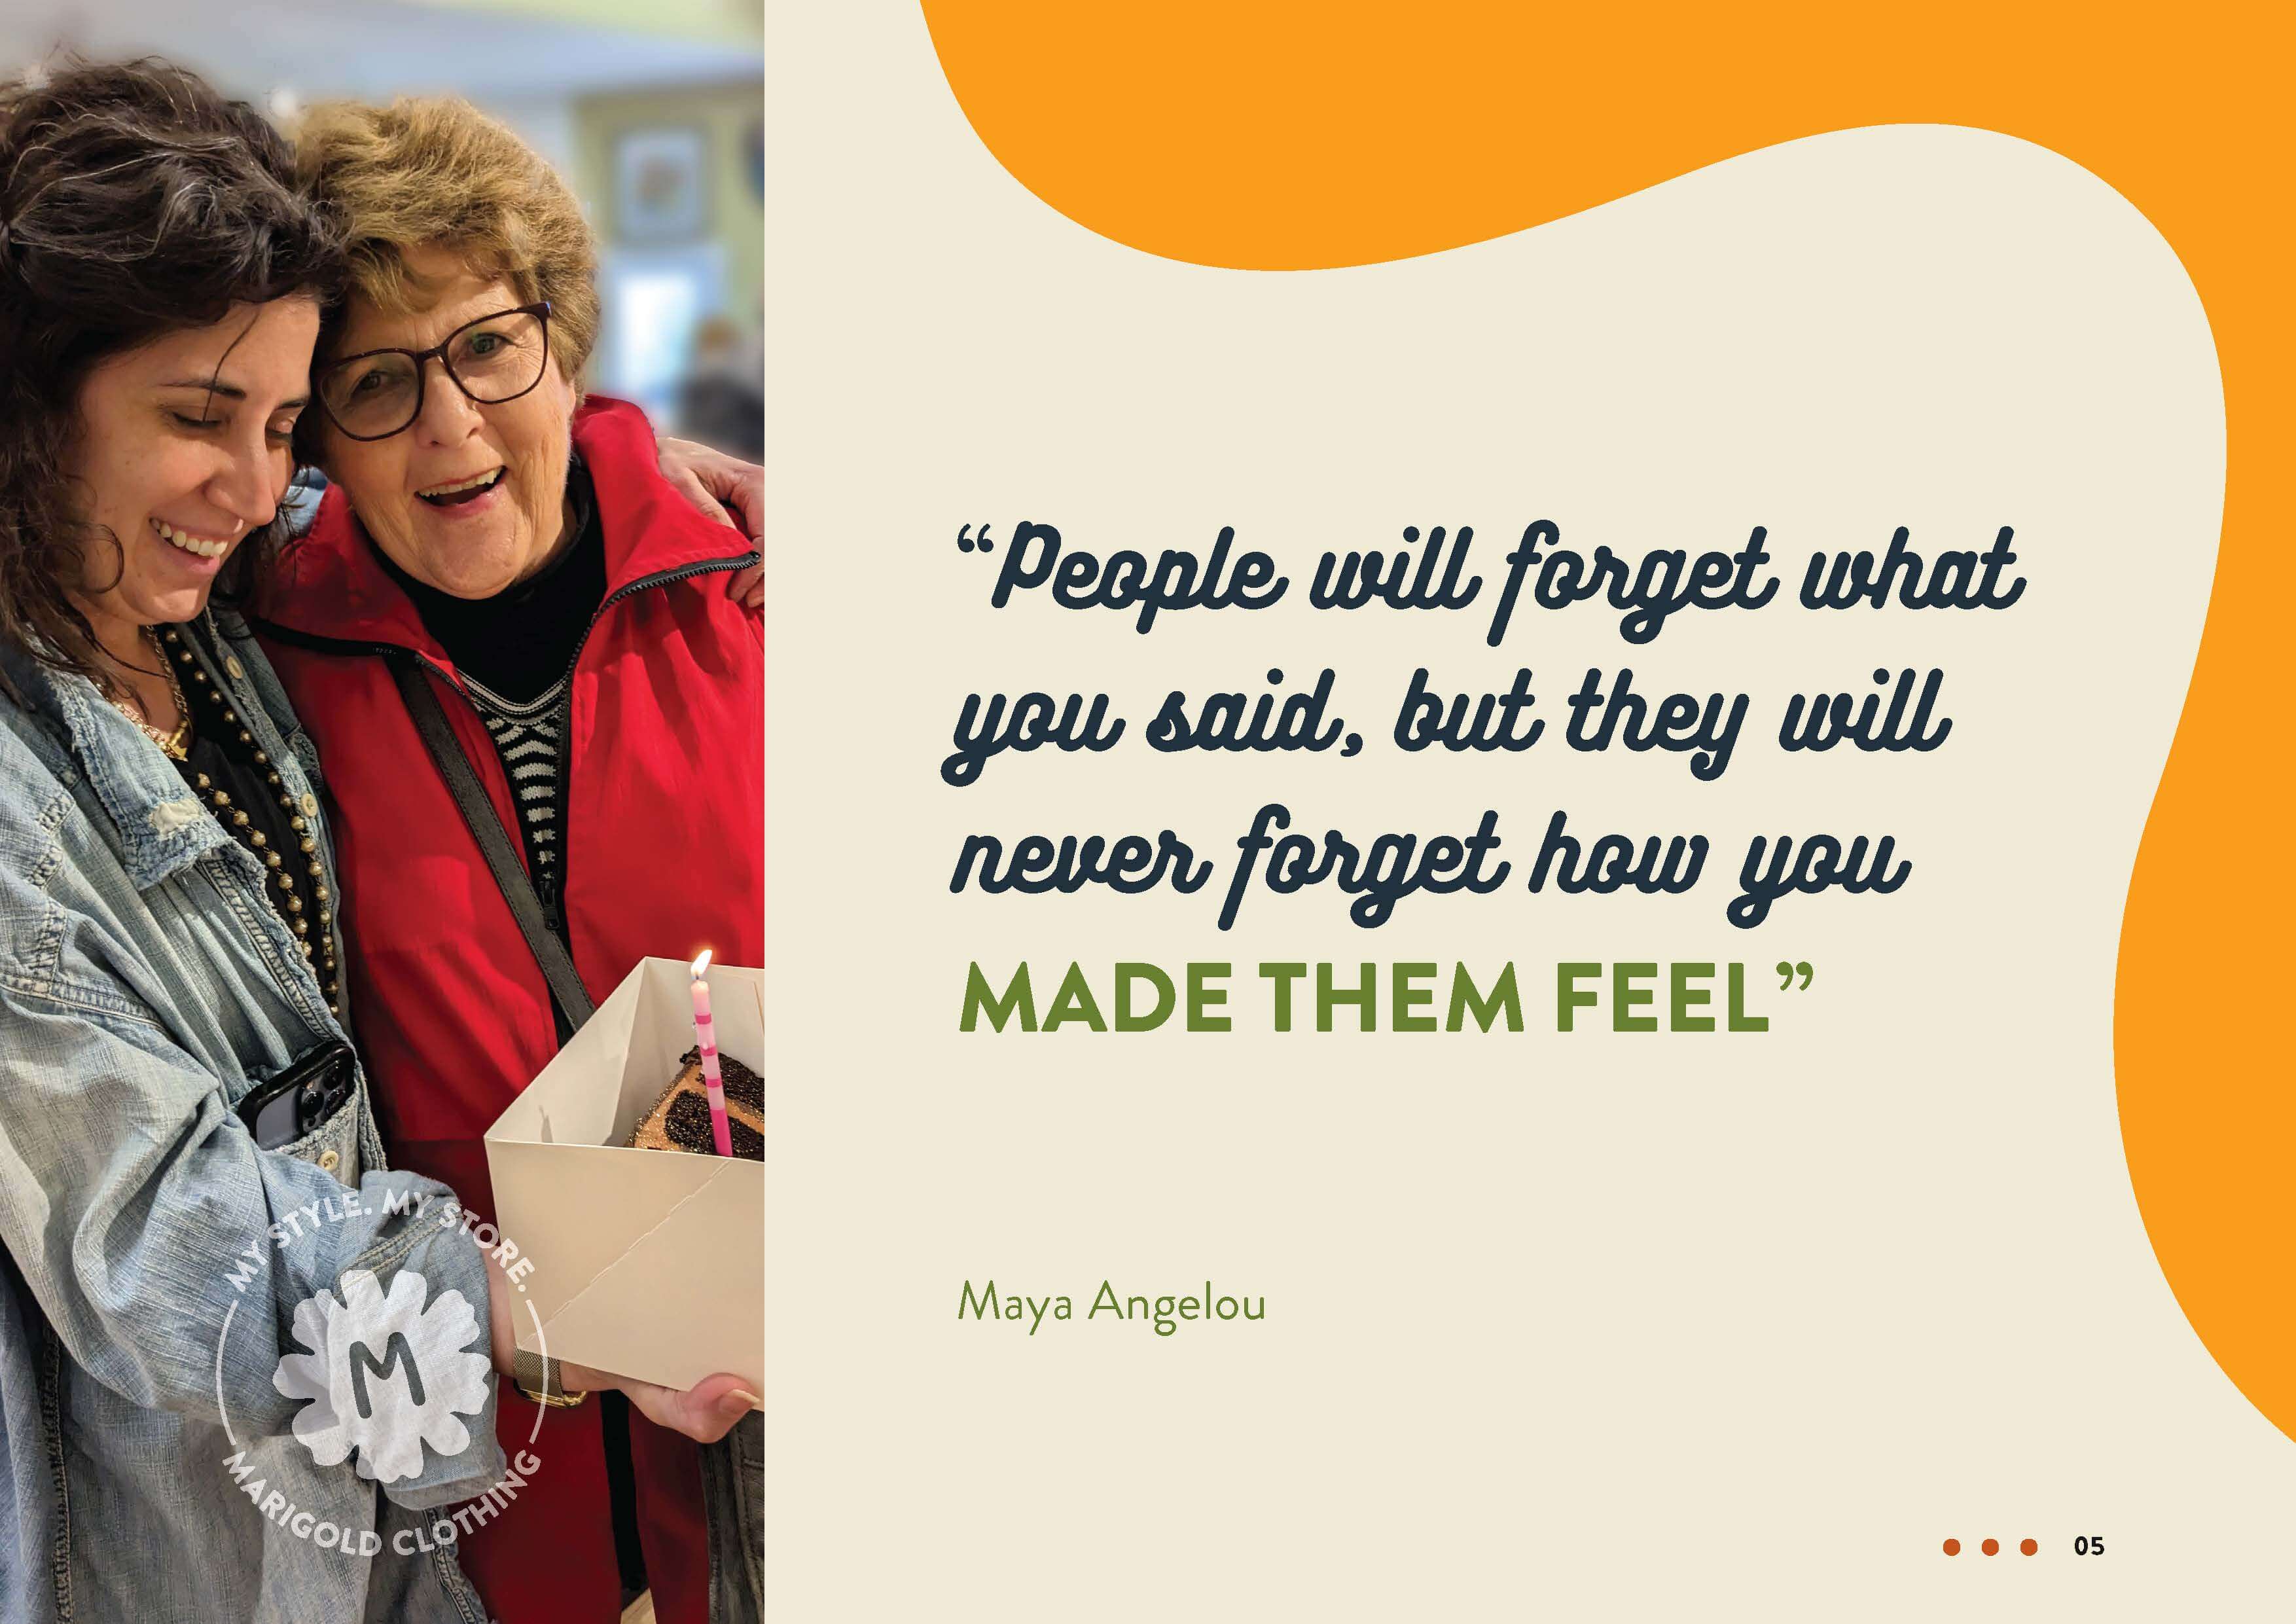 “People will forget what
you said, but they will
never forget how you
MADE THEM FEEL”
Maya Angelou
MY STYLE. MY STORE.
M
MARIGOLD CLOTHING
05